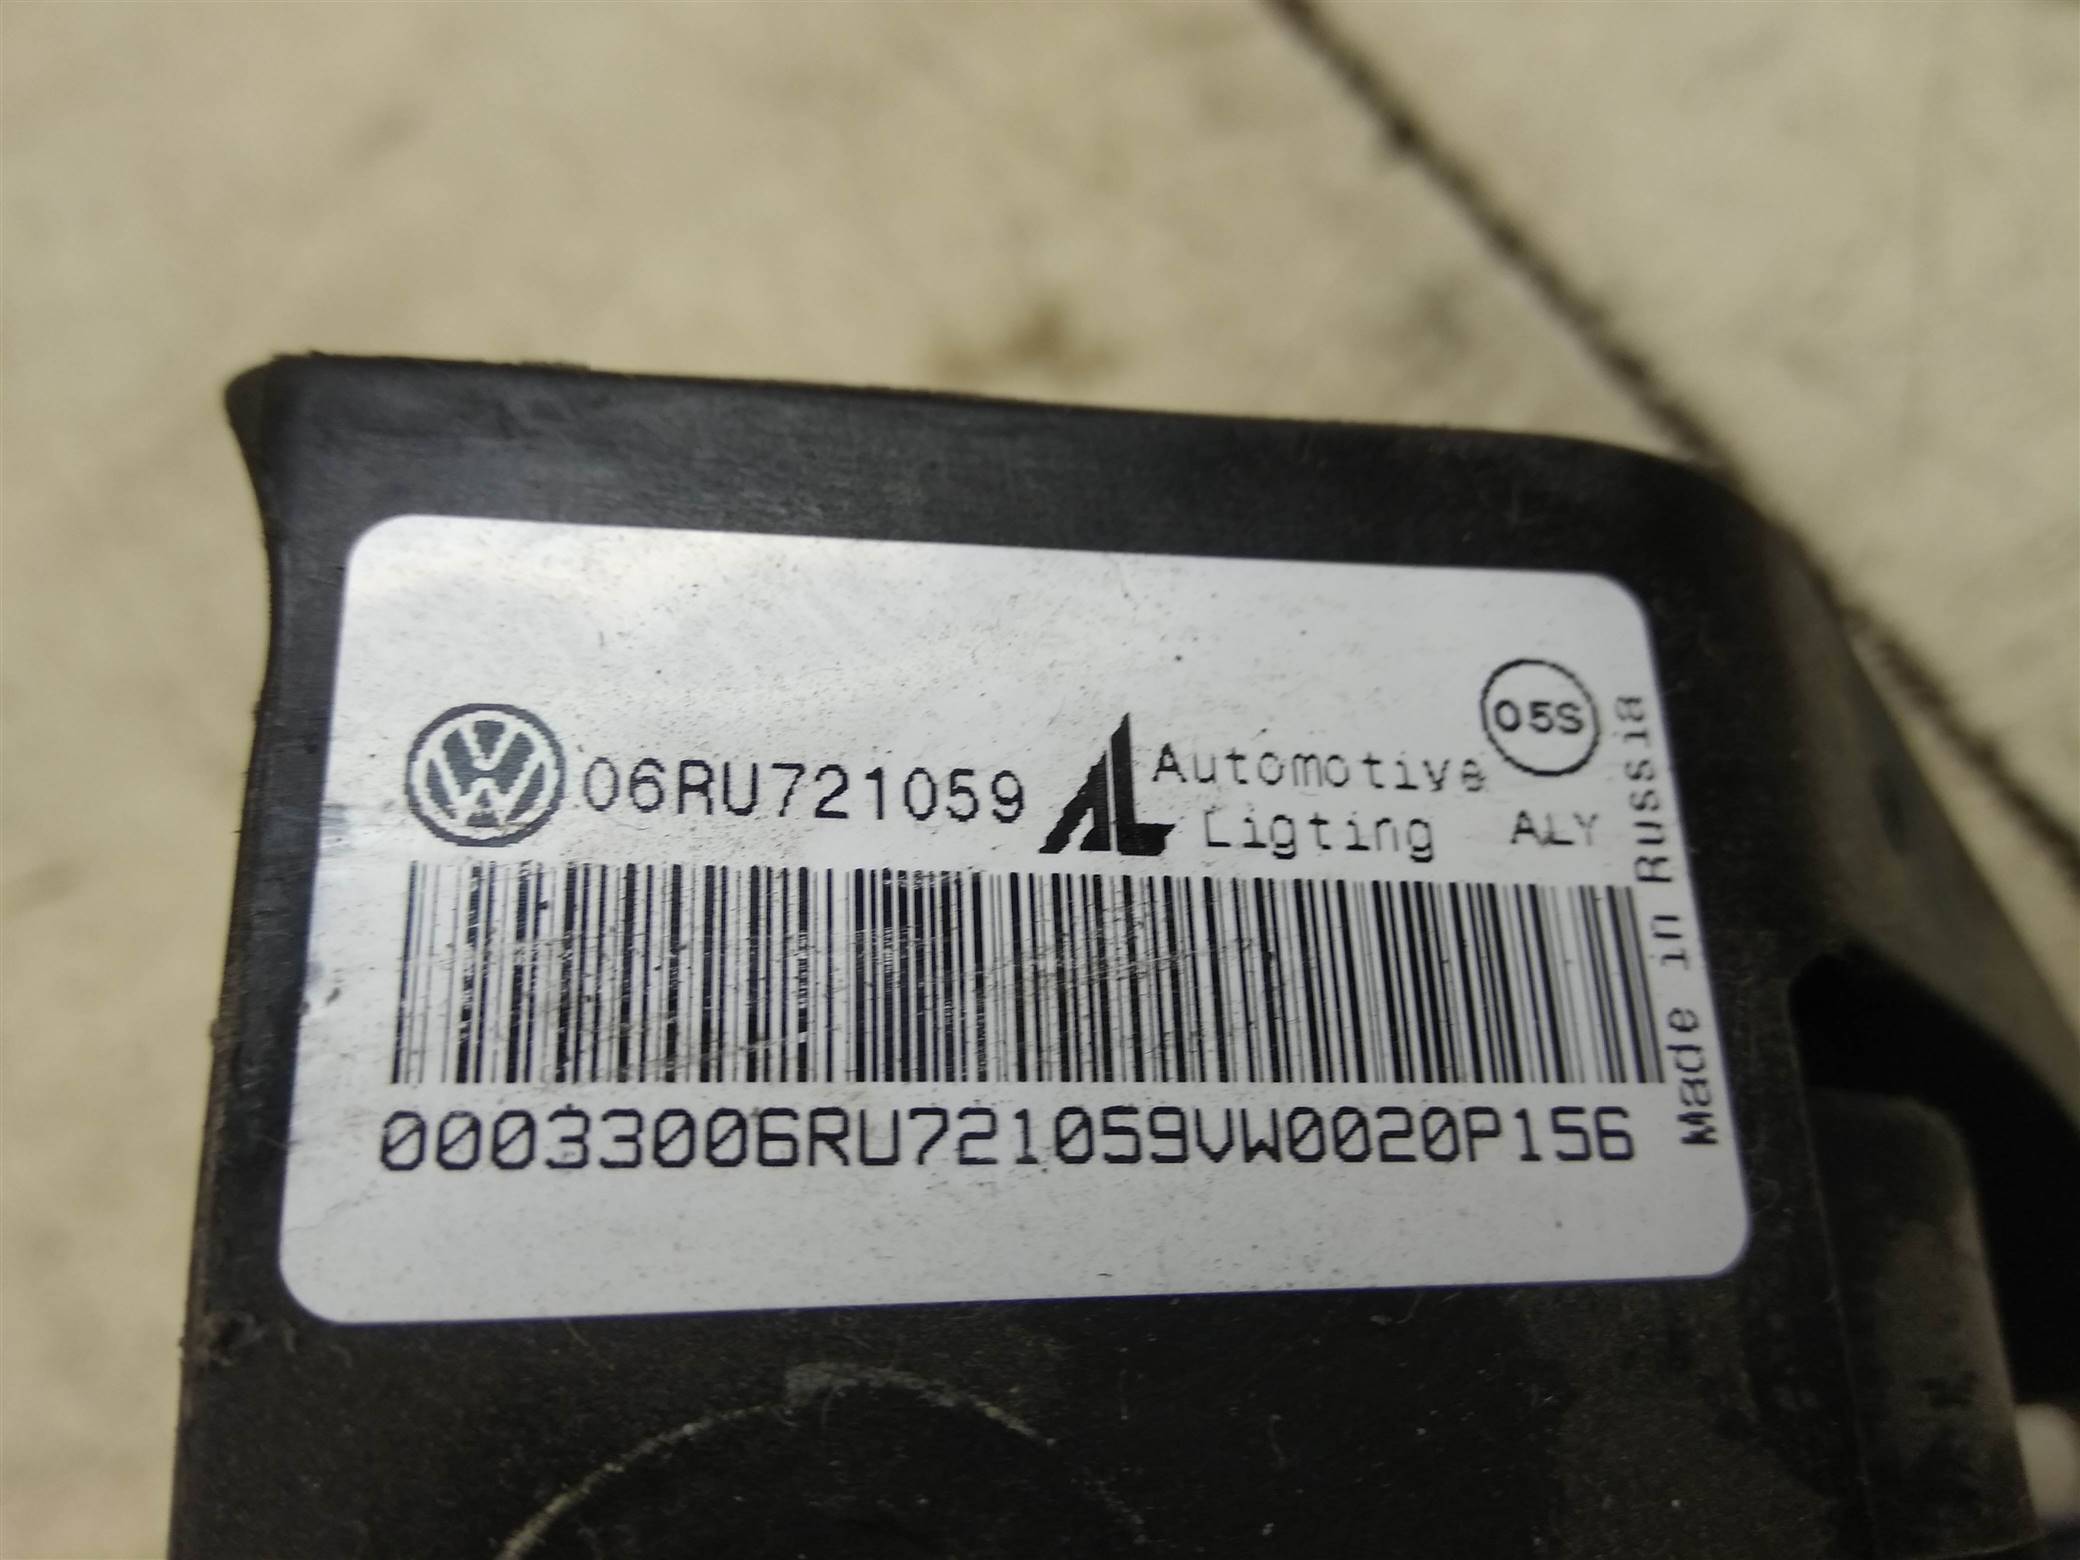 06RU721059
Automotive
Ligting
05S
ALY
Made in Russia
00033006RU721059VW0020P156